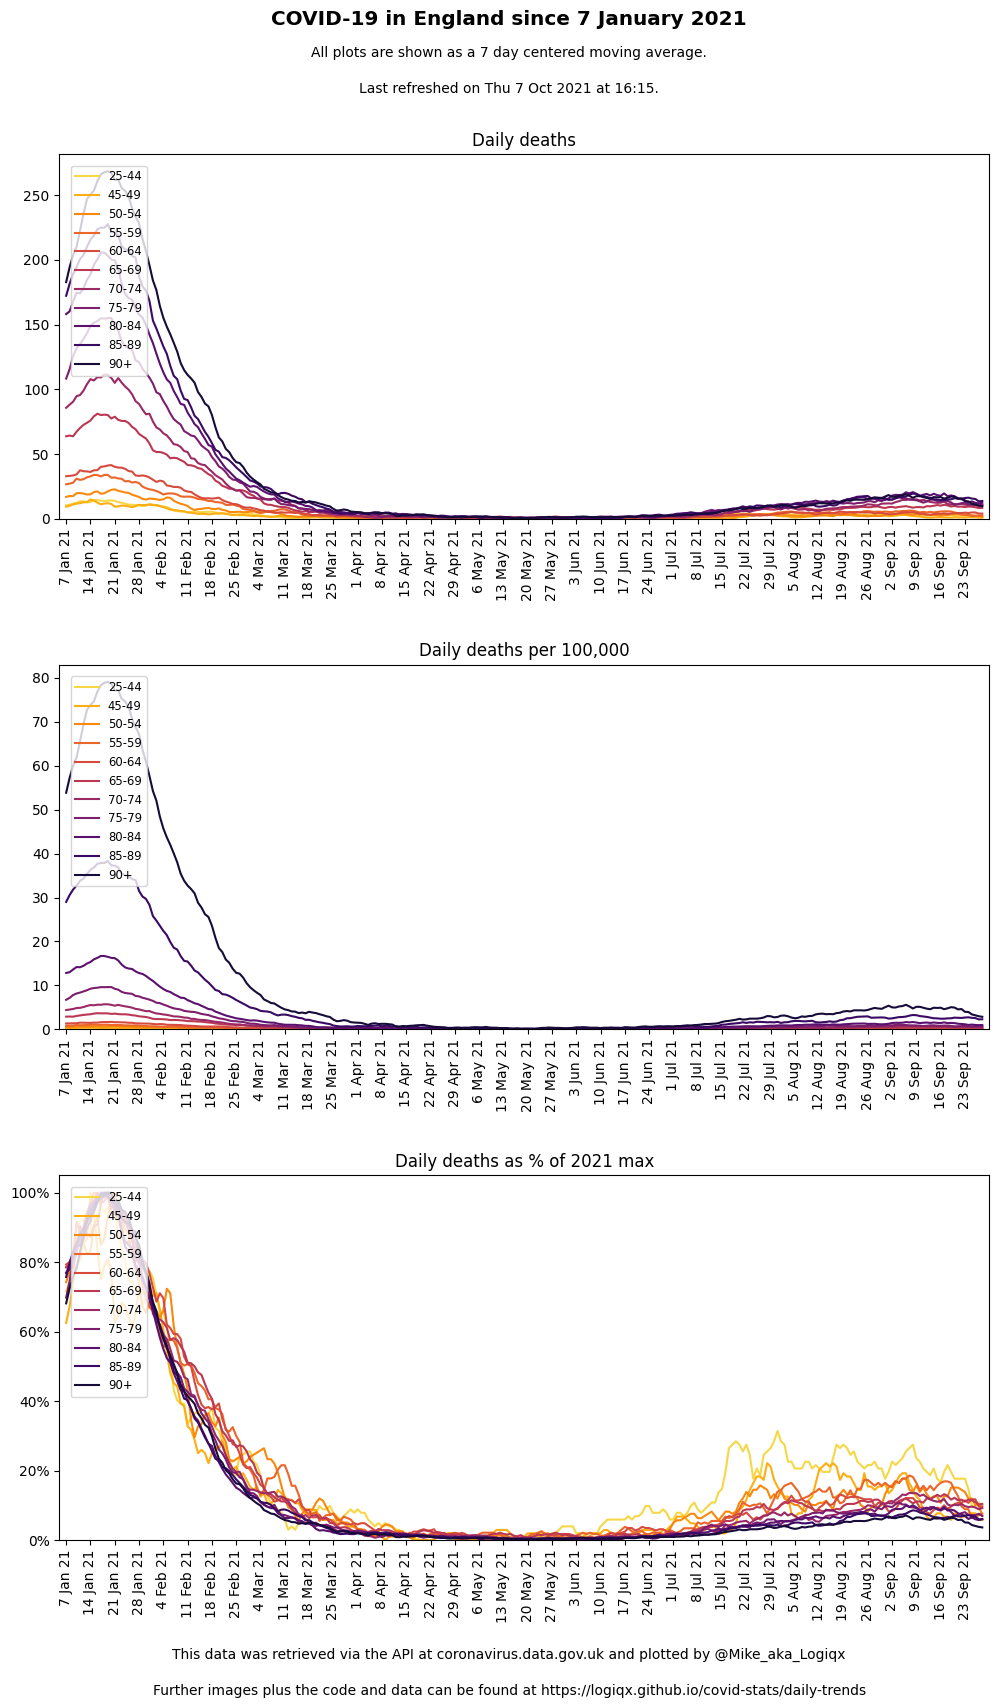 COVID-19 in England since 7 January 2021
All plots are shown as a 7 day centered moving average.
Last refreshed on Thu 7 Oct 2021 at 16:15.
Daily deaths
250
200
150
100
50
0
25-44
45-49
50-54
55-59
60-64
65-69
70-74
75-79
80-84
85-89
90+
7 Jan 21
14 Jan 21
21 Jan 21
28 Jan 21
4 Feb 21
11 Feb 21
18 Feb 21
25 Feb 21
4 Mar 21
11 Mar 21
18 Mar 21
25 Mar 21
1 Apr 21
8 Apr 21
15 Apr 21
22 Apr 21
29 Apr 21
6 May 21
13 May 21
20 May 21
27 May 21
3 Jun 21
10 Jun 21
17 Jun 21
24 Jun 21
1 Jul 21
8 Jul 21
15 Jul 21
22 Jul 21
29 Jul 21
5 Aug 21
12 Aug 21
19 Aug 21
26 Aug 21
2 Sep 21
9 Sep 21
16 Sep 21
23 Sep 21
Daily deaths per 100,000
80
70
60
50
40
30
20
10
0
25-44
45-49
50-54
55-59
60-64
65-69
70-74
75-79
80-84
85-89
90+
7 Jan 21
14 Jan 21
21 Jan 21
28 Jan 21
4 Feb 21
11 Feb 21
18 Feb 21
25 Feb 21
4 Mar 21
11 Mar 21
18 Mar 21
25 Mar 21
1 Apr 21
8 Apr 21
15 Apr 21
22 Apr 21
29 Apr 21
6 May 21
13 May 21
20 May 21
27 May 21
3 Jun 21
10 Jun 21
17 Jun 21
24 Jun 21
1 Jul 21
8 Jul 21
15 Jul 21
22 Jul 21
29 Jul 21
5 Aug 21
12 Aug 21
19 Aug 21
26 Aug 21
2 Sep 21
9 Sep 21
16 Sep 21
23 Sep 21
Daily deaths as % of 2021 max
100%
80%
60%
40%
20%
0%
25-44
45-49
50-54
55-59
60-64
65-69
70-74
75-79
80-84
85-89
90+
7 Jan 21
14 Jan 21
21 Jan 21
28 Jan 21
4 Feb 21
11 Feb 21
18 Feb 21
25 Feb 21
4 Mar 21
11 Mar 21
18 Mar 21
25 Mar 21
1 Apr 21
8 Apr 21
15 Apr 21
22 Apr 21
29 Apr 21
6 May 21
13 May 21
20 May 21
27 May 21
3 Jun 21
10 Jun 21
17 Jun 21
24 Jun 21
1 Jul 21
8 Jul 21
15 Jul 21
22 Jul 21
29 Jul 21
5 Aug 21
12 Aug 21
19 Aug 21
26 Aug 21
2 Sep 21
9 Sep 21
16 Sep 21
23 Sep 21
This data was retrieved via the API at coronavirus.data.gov.uk and plotted by @Mike_aka_Logiqx
Further images plus the code and data can be found at https://logiqx.github.io/covid-stats/daily-trends